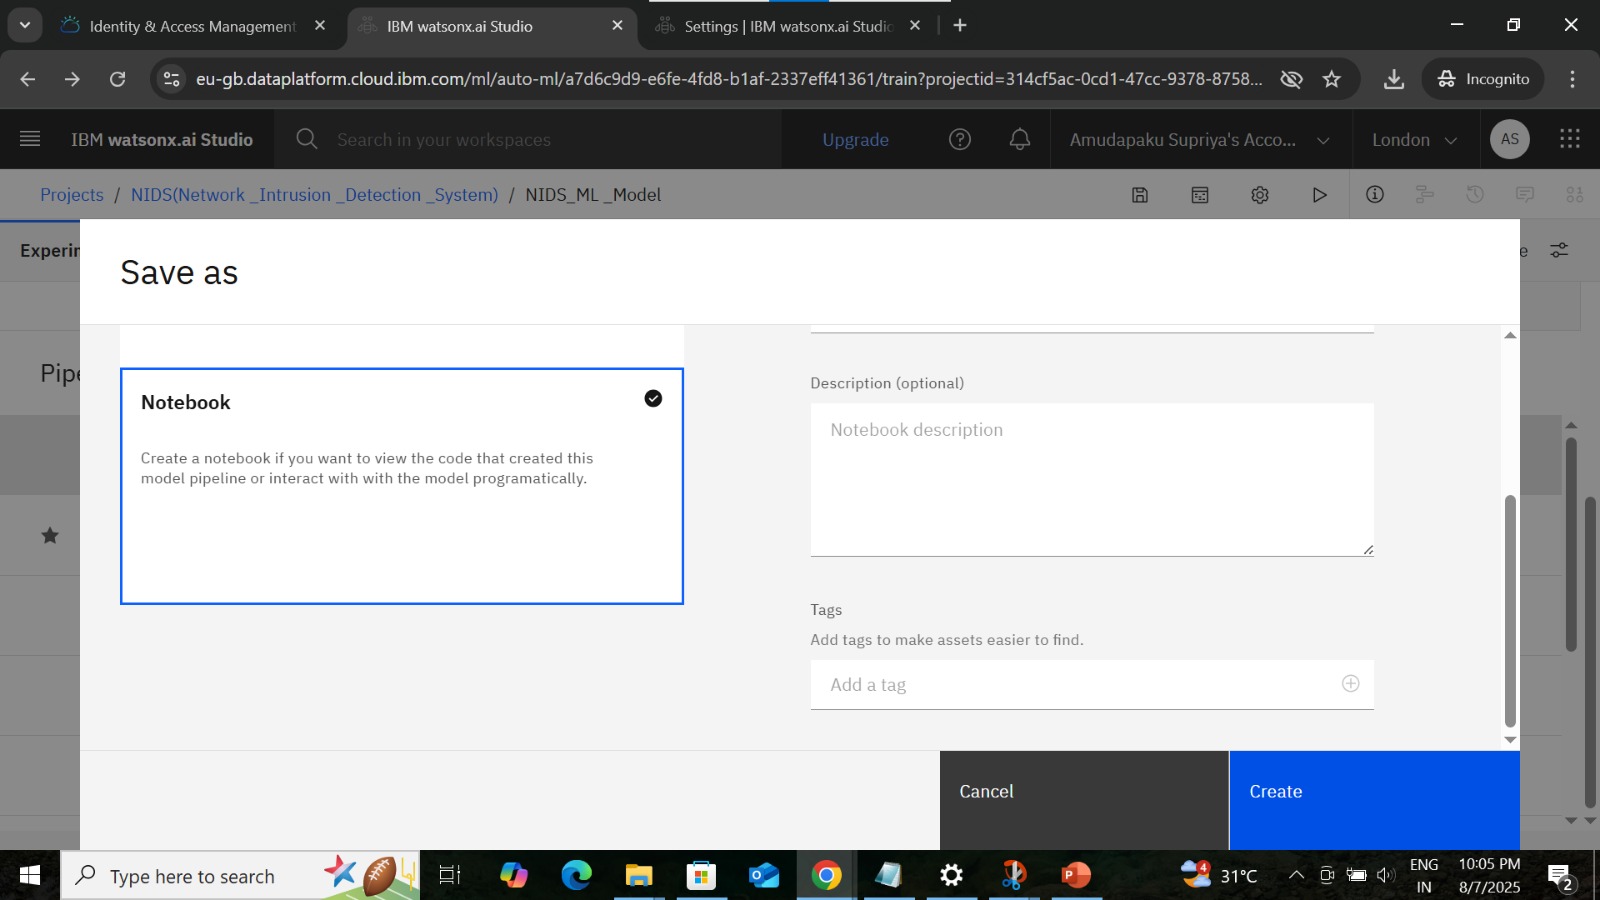 Identity & Access Management
IBM watsonx.ai Studio
Settings | IBM watsonx.ai Studio
eu-gb.dataplatform.cloud.ibm.com/ml/auto-ml/a7d6c9d9-e6fe-4fd8-b1af-2337eff41361/train?projectid=314cf5ac-0cd1-47cc-9378-8758...
Incognito
IBM watsonx.ai Studio
Search in your workspaces
Upgrade
Amudapaku Supriya's Acco...
London
AS
Projects / NIDS(Network _Intrusion _Detection _System) / NIDS_ML _Model
Experin
e
Save as
Pipe
Notebook
Create a notebook if you want to view the code that created this
model pipeline or interact with with the model programatically.
Description (optional)
Notebook description
Tags
Add tags to make assets easier to find.
Add a tag
Cancel
Create
Type here to search
4
31°C
ENG
IN
10:05 PM
8/7/2025
2